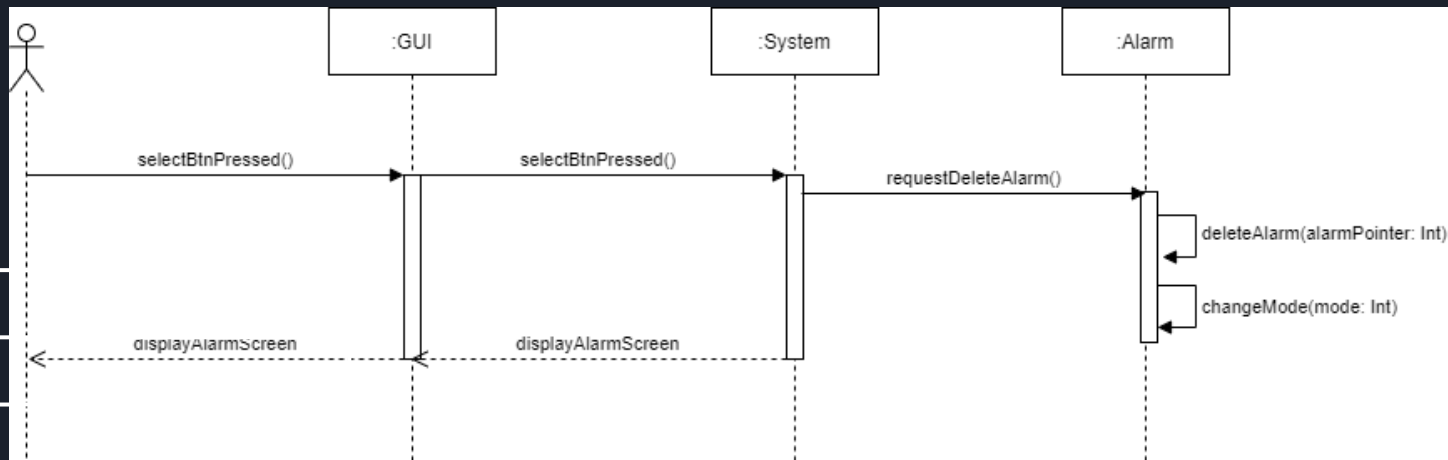 :GUI
:System
:Alarm
selectBtnPressed()
selectBtnPressed()
requestDeleteAlarm()
deleteAlarm(alarmPointer: Int)
changeMode(mode: Int)
displayAlarmScreen
displayAlarmScreen